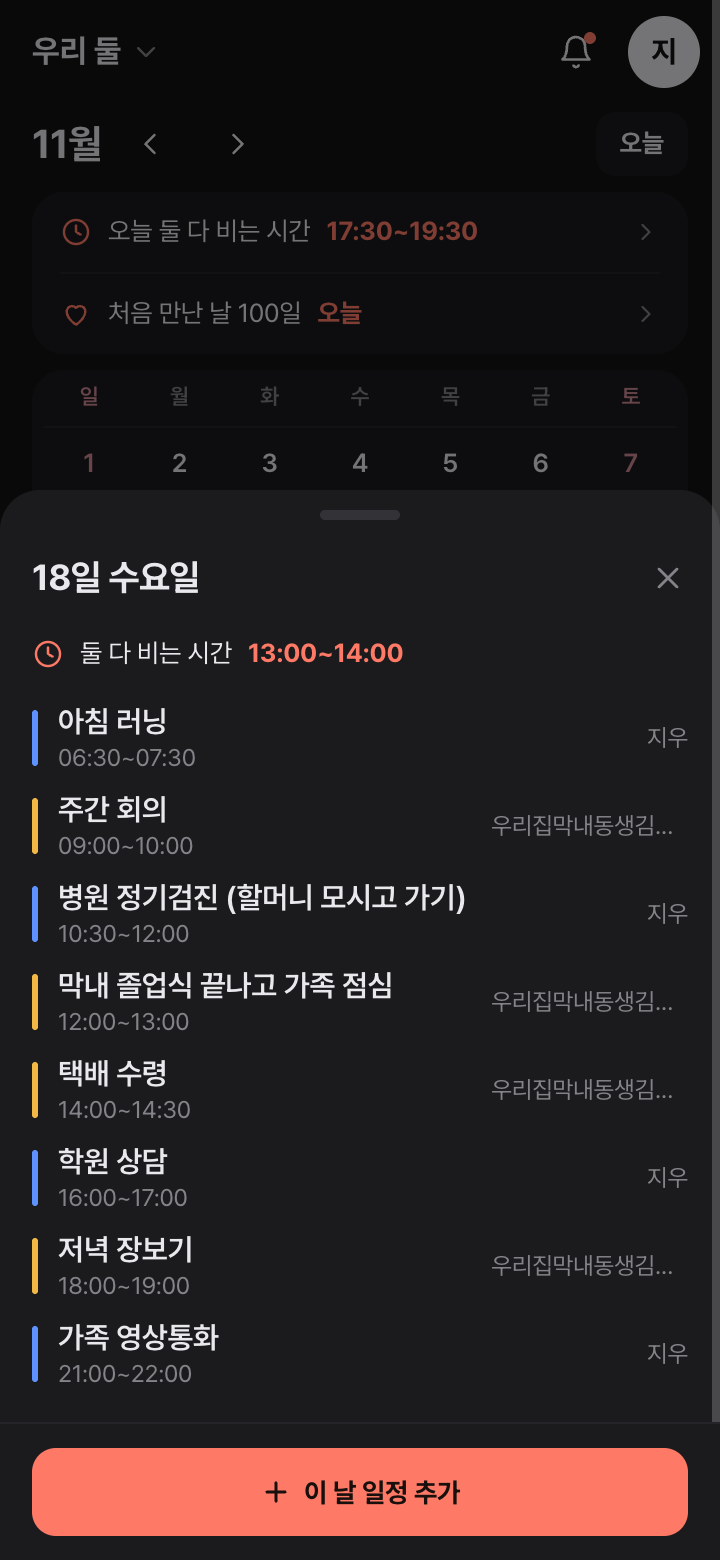 우리 둘
지
11월
오늘
오늘 둘 다 비는 시간 17:30~19:30
처음 만난 날 100일 오늘
일 월 화 수 목 금 토
1 2 3 4 5 6 7
18일 수요일
둘 다 비는 시간 13:00~14:00
아침 러닝
06:30~07:30
지우
주간 회의
09:00~10:00
우리집막내동생김...
병원 정기검진 (할머니 모시고 가기)
10:30~12:00
지우
막내 졸업식 끝나고 가족 점심
12:00~13:00
우리집막내동생김...
택배 수령
14:00~14:30
우리집막내동생김...
학원 상담
16:00~17:00
지우
저녁 장보기
18:00~19:00
우리집막내동생김...
가족 영상통화
21:00~22:00
지우
+ 이 날 일정 추가